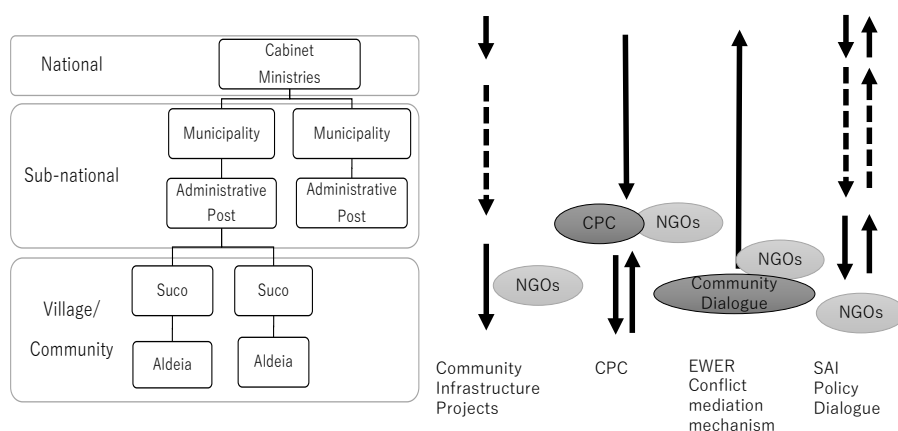 National
Cabinet
Ministries
Sub-national
Municipality
Municipality
Administrative
Post
Administrative
Post
Village/
Community
Suco
Suco
Aldeia
Aldeia
CPC
NGOs
NGOs
NGOs
Community
Dialogue
NGOs
Community
Infrastructure
Projects
CPC
EWER
Conflict
mediation
mechanism
SAI
Policy
Dialogue